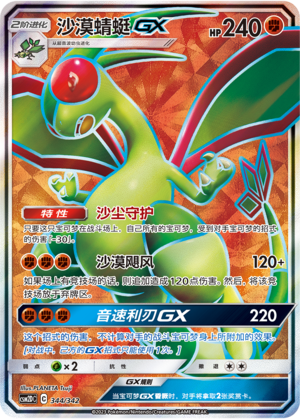 2阶进化
沙漠蜻蜓GX
HP 240
特性 沙尘守护
只要这只宝可梦在战斗场上，自己所有的宝可梦，受到对手宝可梦的招式的伤害[-30]。
沙漠飓风 120+
如果场上有竞技场的话，则追加造成120点伤害。然后，将该竞技场放于弃牌区。
音速利刃GX 220
这个招式的伤害，不计算对手的战斗宝可梦身上所附加的效果。
(对战中，己方的GX招式只能使用1次。)
弱点 ×2 抵抗力 撤退
Illus. PLANETA
CSM2D C C 344/342
GX规则
当宝可梦GX昏厥时，对手将拿取2张奖赏卡。
©2023 Pokémon/Nintendo/Creatures/GAME FREAK